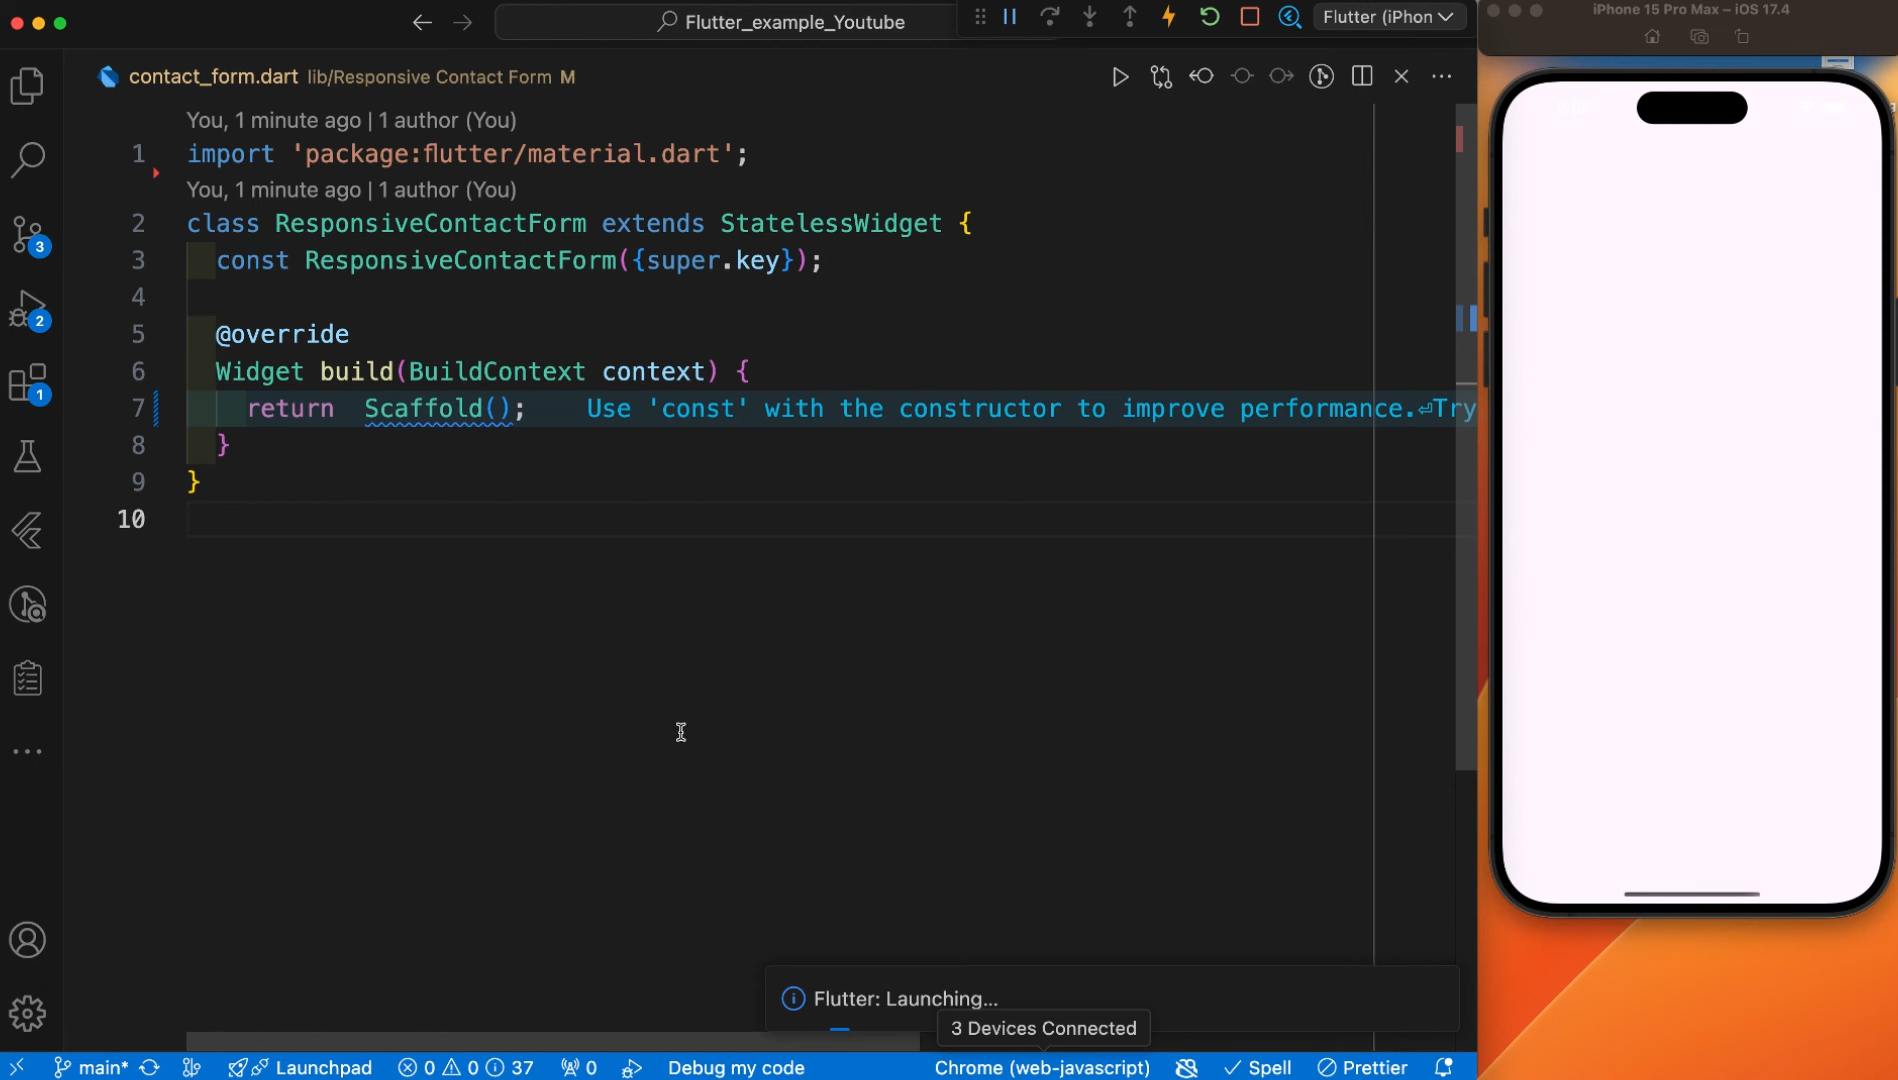 Flutter_example_Youtube
Flutter (iPhon
iPhone 15 Pro Max – iOS 17.4
contact_form.dart lib/Responsive Contact Form M
You, 1 minute ago | 1 author (You)
1 import 'package:flutter/material.dart';
You, 1 minute ago | 1 author (You)
2 class ResponsiveContactForm extends StatelessWidget {
3 const ResponsiveContactForm({super.key});
4
5 @override
6 Widget build(BuildContext context) {
7 return Scaffold(); Use 'const' with the constructor to improve performance.⏎Try
8 }
9 }
10
3
2
1
Flutter: Launching...
3 Devices Connected
main* Launchpad 0 0 37 0 Debug my code Chrome (web-javascript) Spell Prettier